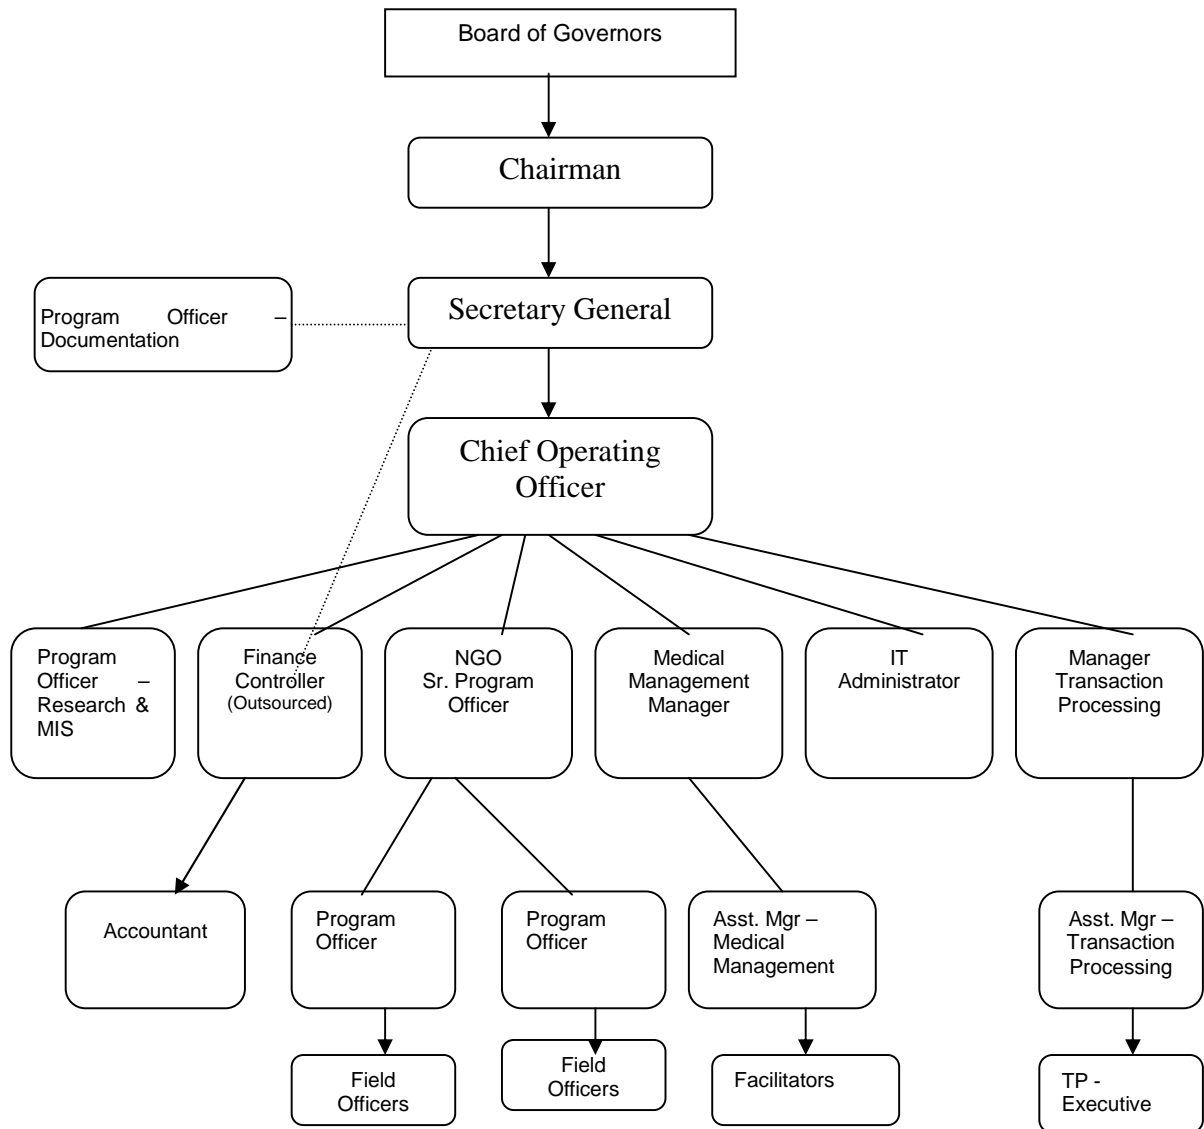 Board of Governors
Chairman
Secretary General
Program Officer –
Documentation
Chief Operating
Officer
Program
Officer –
Research &
MIS
Finance
Controller
(Outsourced)
NGO
Sr. Program
Officer
Medical
Management
Manager
IT
Administrator
Manager
Transaction
Processing
Accountant
Program
Officer
Program
Officer
Asst. Mgr –
Medical
Management
Asst. Mgr –
Transaction
Processing
Field
Officers
Field
Officers
Facilitators
TP -
Executive